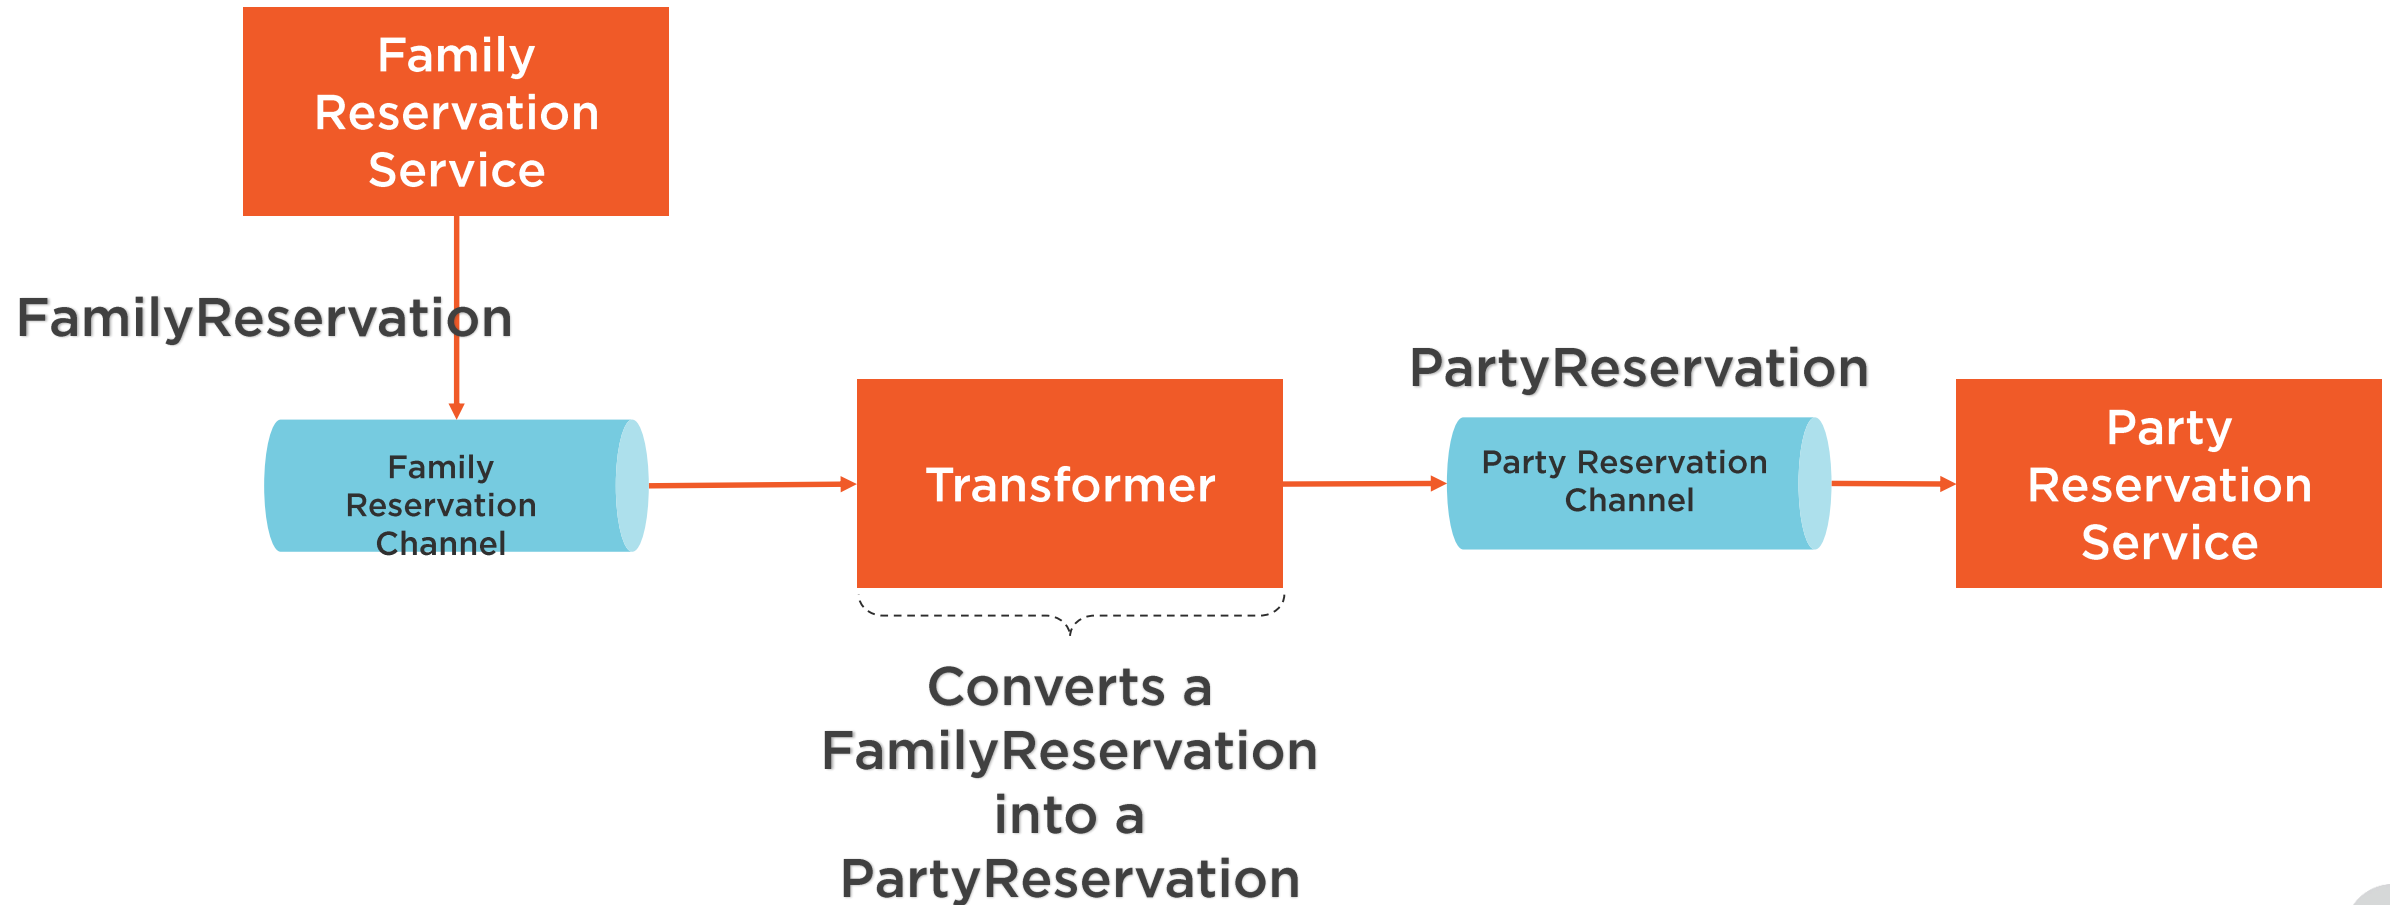 Family
Reservation
Service
FamilyReservation
Family
Reservation
Channel
Transformer
PartyReservation
Party Reservation
Channel
Party
Reservation
Service
Converts a
FamilyReservation
into a
PartyReservation